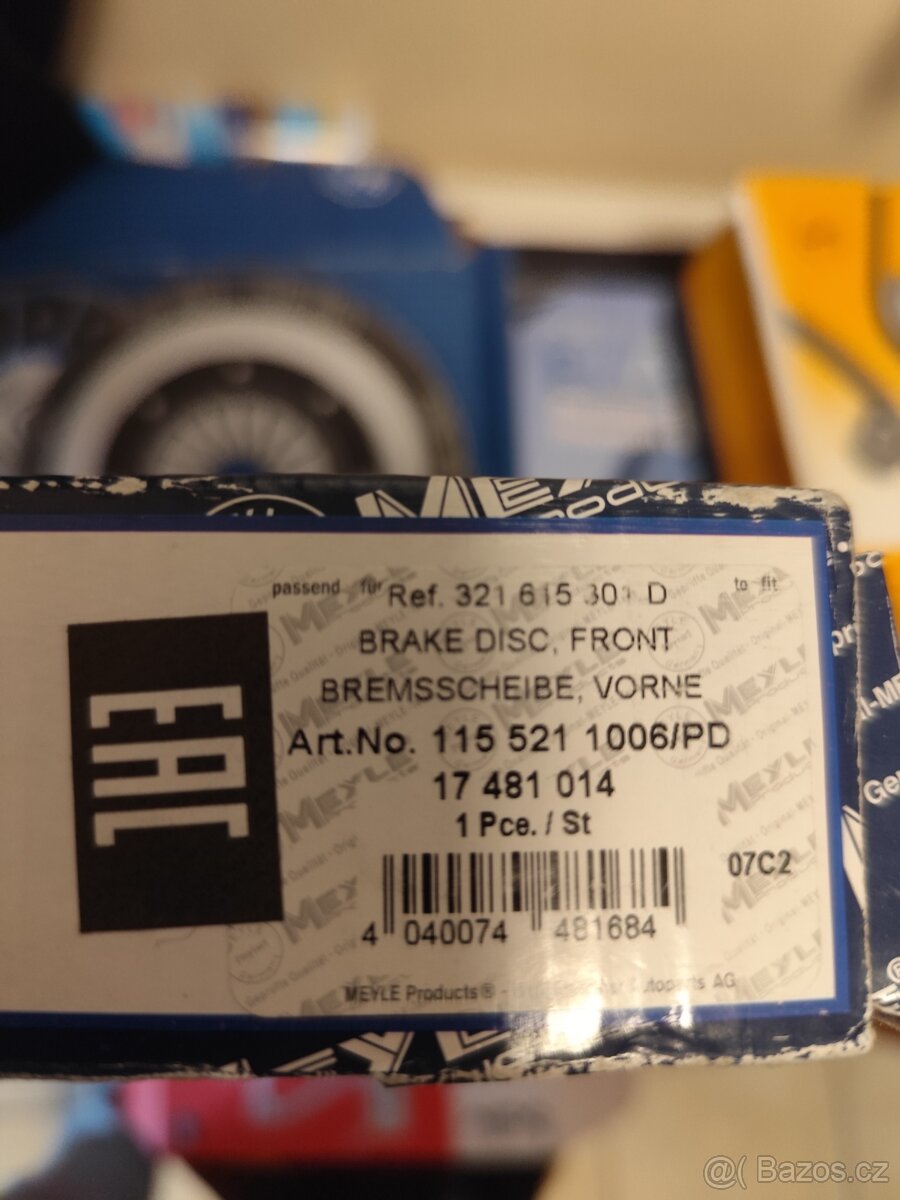 passend für Ref. 321 615 301 D to fit
BRAKE DISC, FRONT
BREMSSCHEIBE, VORNE
Art.No. 115 521 1006/PD
17 481 014
1 Pce. / St
07C2
4 040074 481684
MEYLE Products® - Autoparts AG
EAC
@( Bazos.cz